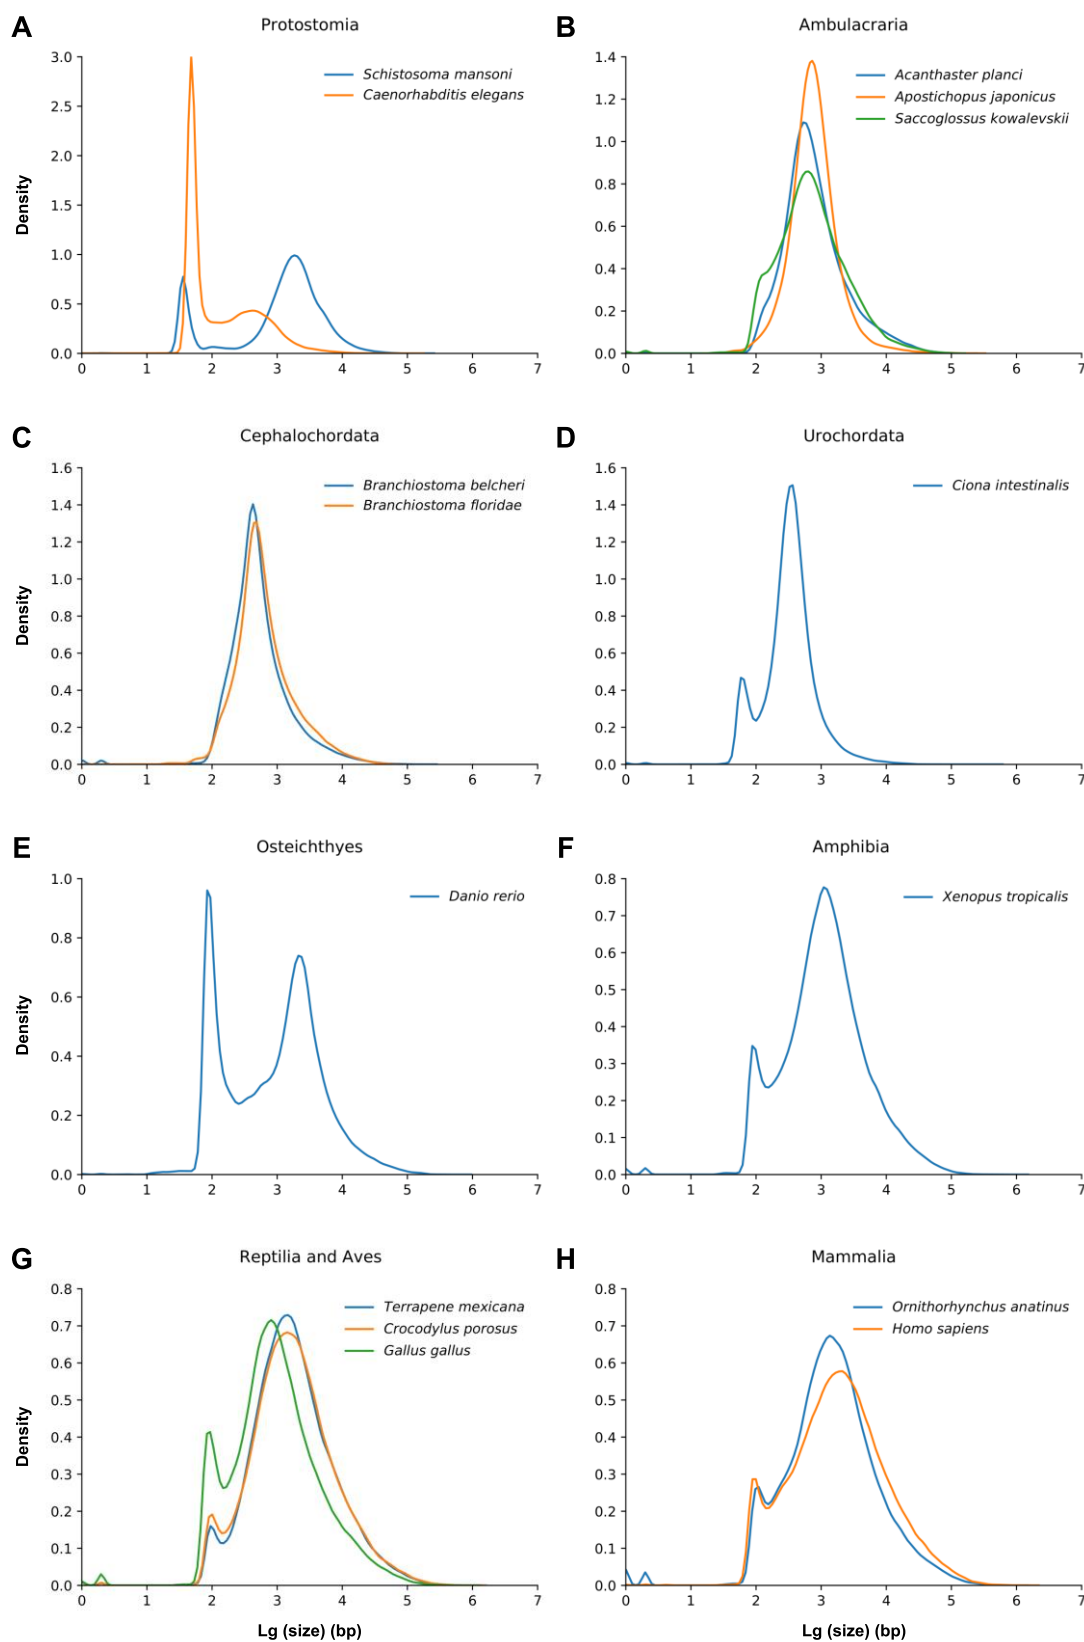 A
Protostomia
Density
3.0
2.5
2.0
1.5
1.0
0.5
0.0
Schistosoma mansoni
Caenorhabditis elegans
0 1 2 3 4 5 6 7
B
Ambulacraria
1.4
1.2
1.0
0.8
0.6
0.4
0.2
0.0
Acanthaster planci
Apostichopus japonicus
Saccoglossus kowalevskii
0 1 2 3 4 5 6 7
C
Cephalochordata
Density
1.6
1.4
1.2
1.0
0.8
0.6
0.4
0.2
0.0
Branchiostoma belcheri
Branchiostoma floridae
0 1 2 3 4 5 6 7
D
Urochordata
1.6
1.4
1.2
1.0
0.8
0.6
0.4
0.2
0.0
Ciona intestinalis
0 1 2 3 4 5 6 7
E
Osteichthyes
Density
1.0
0.8
0.6
0.4
0.2
0.0
Danio rerio
0 1 2 3 4 5 6 7
F
Amphibia
0.8
0.7
0.6
0.5
0.4
0.3
0.2
0.1
0.0
Xenopus tropicalis
0 1 2 3 4 5 6 7
G
Reptilia and Aves
Density
0.8
0.7
0.6
0.5
0.4
0.3
0.2
0.1
0.0
Terrapene mexicana
Crocodylus porosus
Gallus gallus
0 1 2 3 4 5 6 7
Lg (size) (bp)
H
Mammalia
0.8
0.7
0.6
0.5
0.4
0.3
0.2
0.1
0.0
Ornithorhynchus anatinus
Homo sapiens
0 1 2 3 4 5 6 7
Lg (size) (bp)